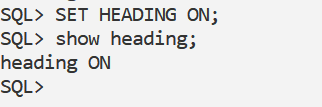 SQL> SET HEADING ON;
SQL> show heading;
heading ON
SQL>